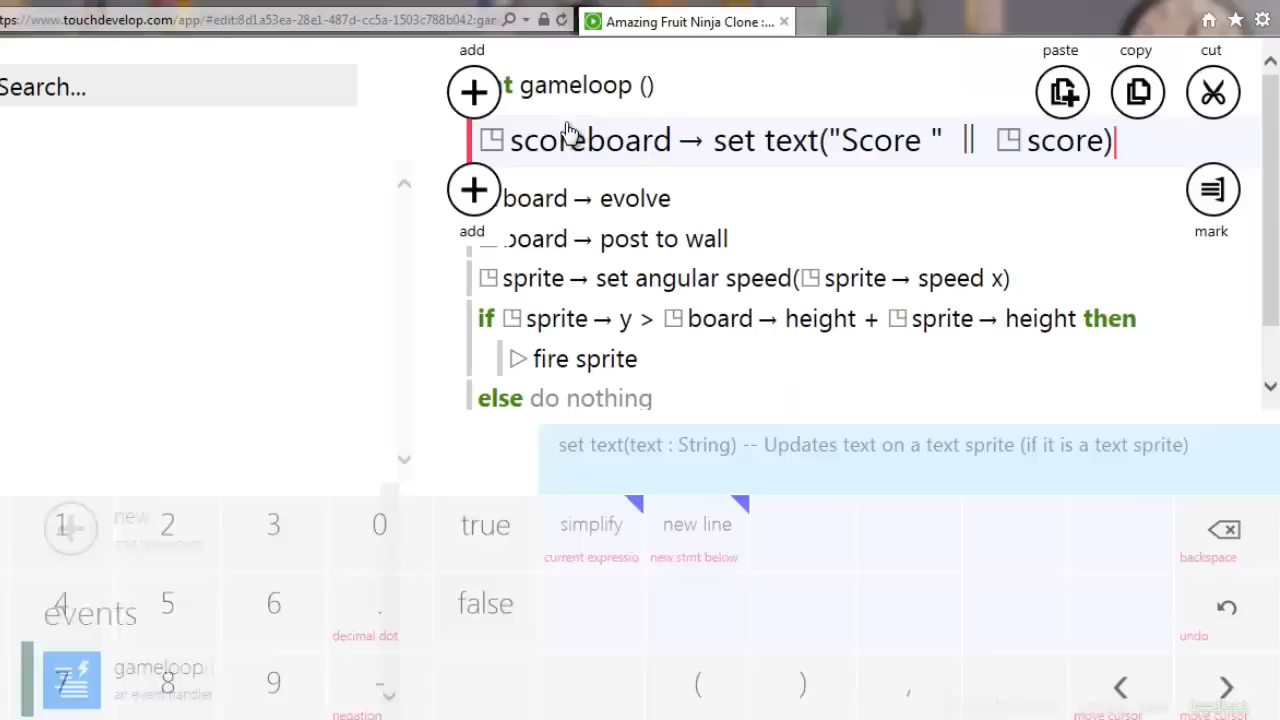 ttps://www.touchdevelop.com/app/#edit:8d1a53ea-28e1-487d-cc5a-1503c788b042:gar
Amazing Fruit Ninja Clone :...
add
paste
copy
cut
Search...
t gameloop ()
scoreboard → set text("Score " || score)
board → evolve
add
mark
board → post to wall
sprite → set angular speed(sprite → speed x)
if sprite → y > board → height + sprite → height then
fire sprite
else do nothing
set text(text : String) -- Updates text on a text sprite (if it is a text sprite)
1 new 2 3 0 true simplify new line
current expressio new stmt below backspace
4 5 6 . false
events
decimal dot undo
gameloop ()
7 8 9 - ( ) ,
an event handler
negation move cursor move cursor